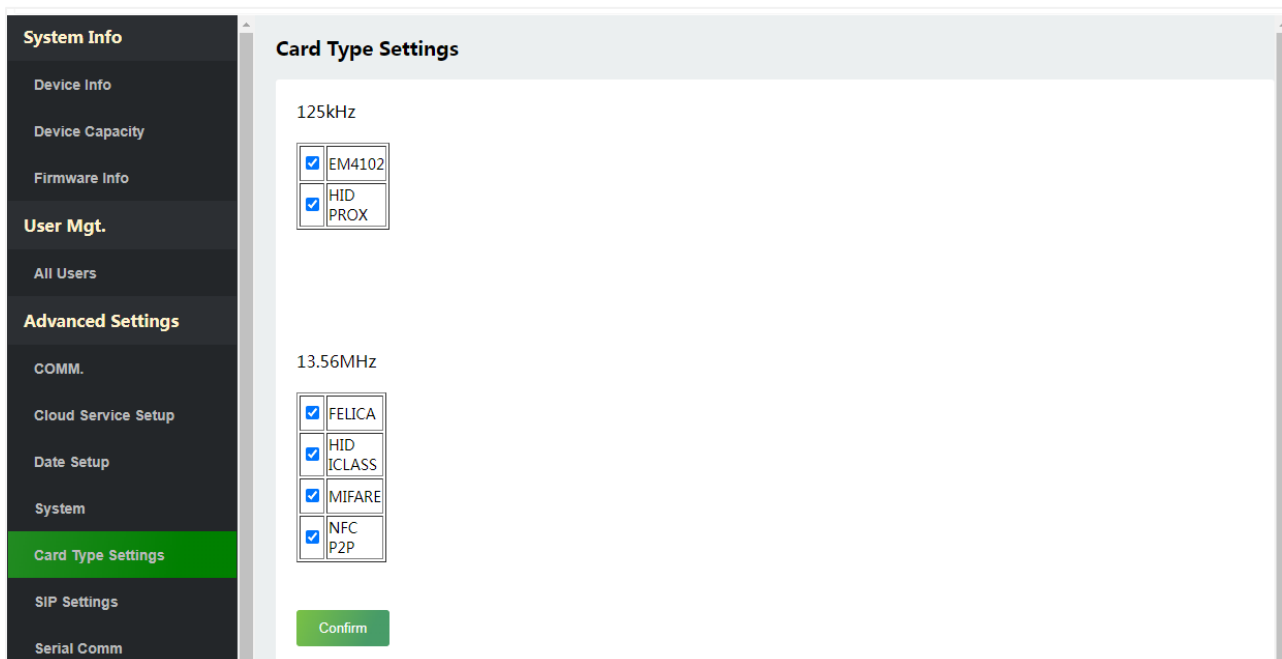 System Info
Device Info
Device Capacity
Firmware Info
User Mgt.
All Users
Advanced Settings
COMM.
Cloud Service Setup
Date Setup
System
Card Type Settings
SIP Settings
Serial Comm
Card Type Settings
125kHz
EM4102
HID
PROX
13.56MHz
FELICA
HID
ICLASS
MIFARE
NFC
P2P
Confirm